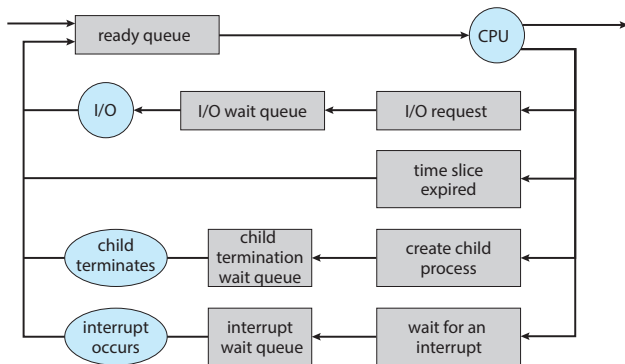 ready queue
CPU
I/O
I/O wait queue
I/O request
time slice
expired
child
terminates
child
termination
wait queue
create child
process
interrupt
occurs
interrupt
wait queue
wait for an
interrupt